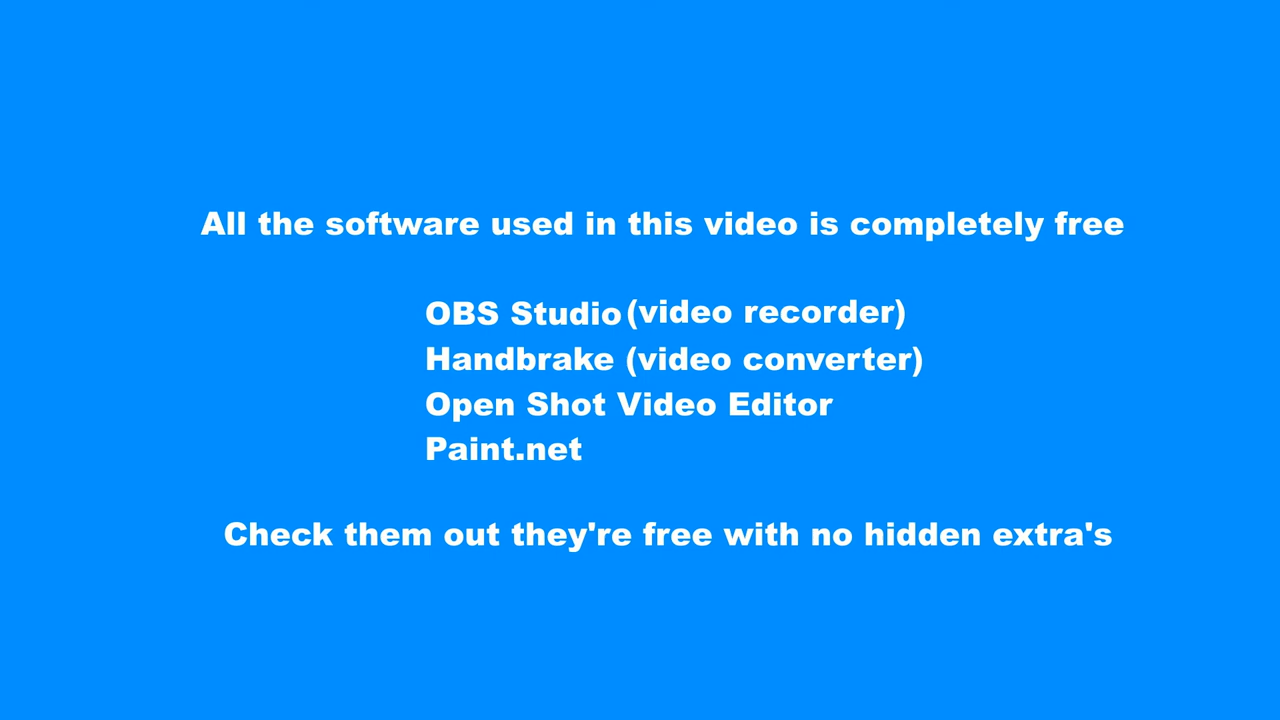 All the software used in this video is completely free
OBS Studio (video recorder)
Handbrake (video converter)
Open Shot Video Editor
Paint.net
Check them out they're free with no hidden extra's